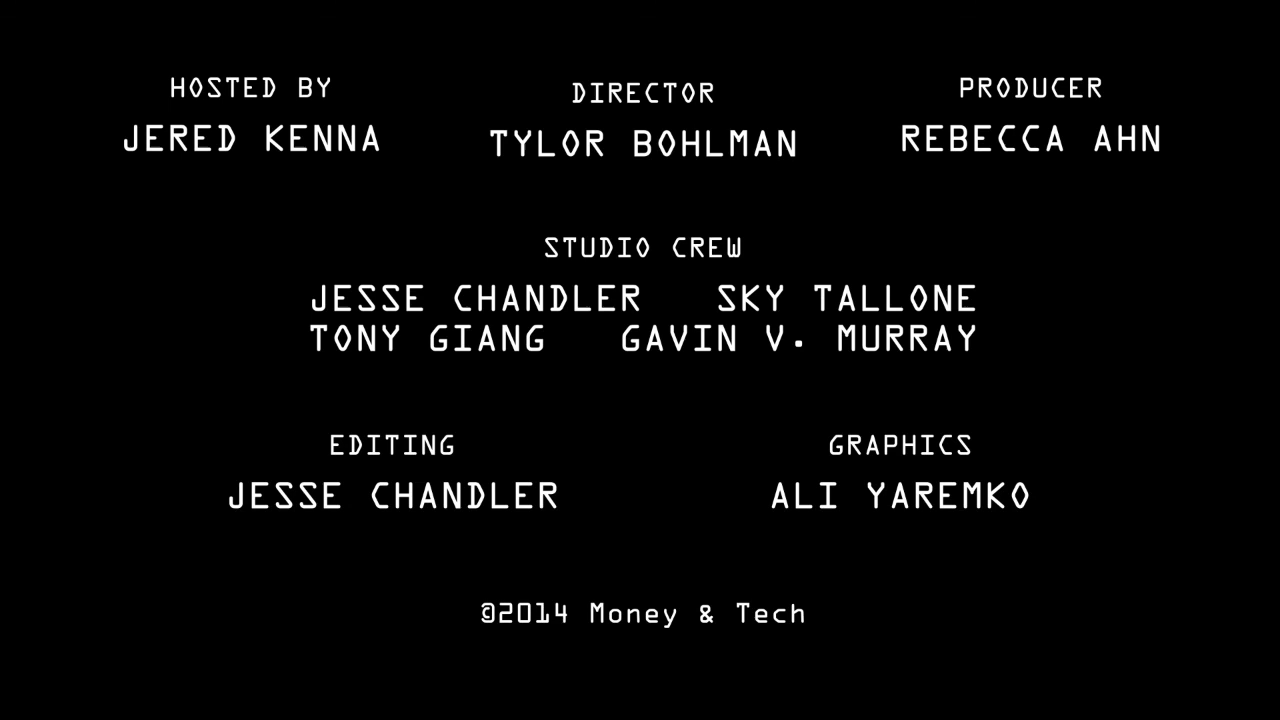 HOSTED BY
JERED KENNA
DIRECTOR
TYLOR BOHLMAN
PRODUCER
REBECCA AHN
STUDIO CREW
JESSE CHANDLER SKY TALLONE
TONY GIANG GAVIN V. MURRAY
EDITING
JESSE CHANDLER
GRAPHICS
ALI YAREMKO
©2014 Money & Tech